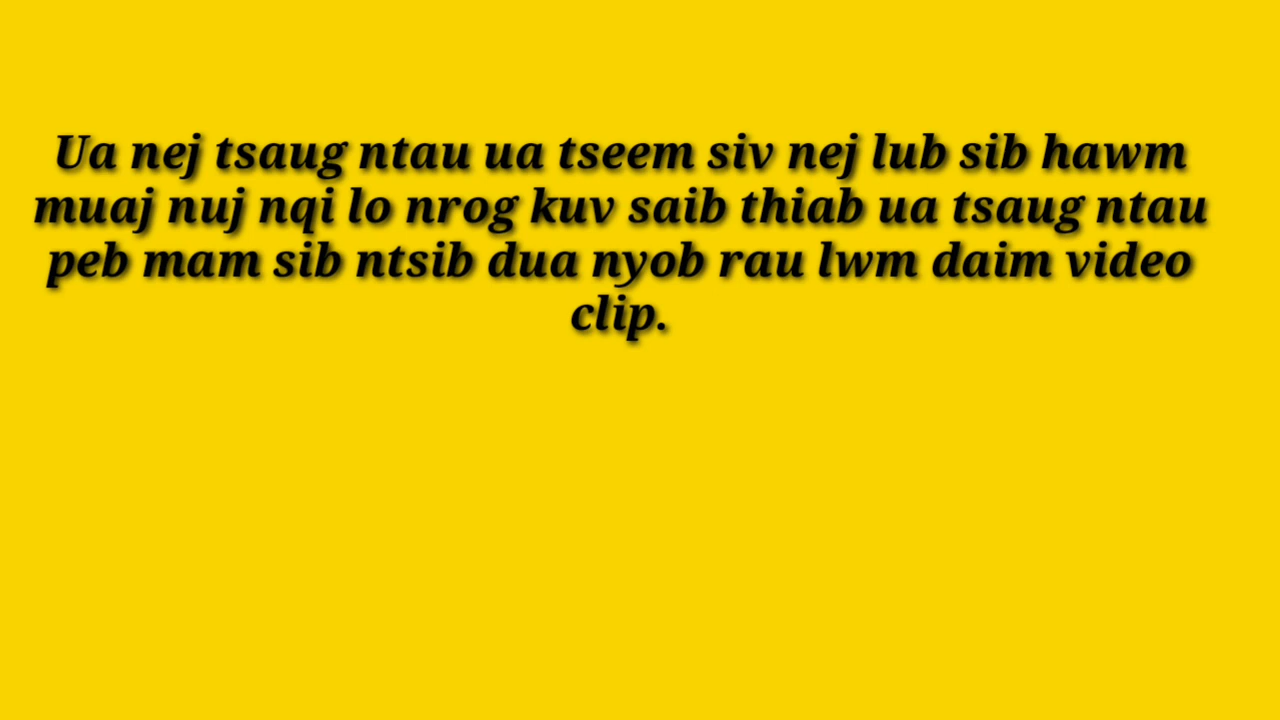 Ua nej tsaug ntau ua tseem siv nej lub sib hawm
muaj nuj nqi lo nrog kuv saib thiab ua tsaug ntau
peb mam sib ntsib dua nyob rau lwm daim video
clip.